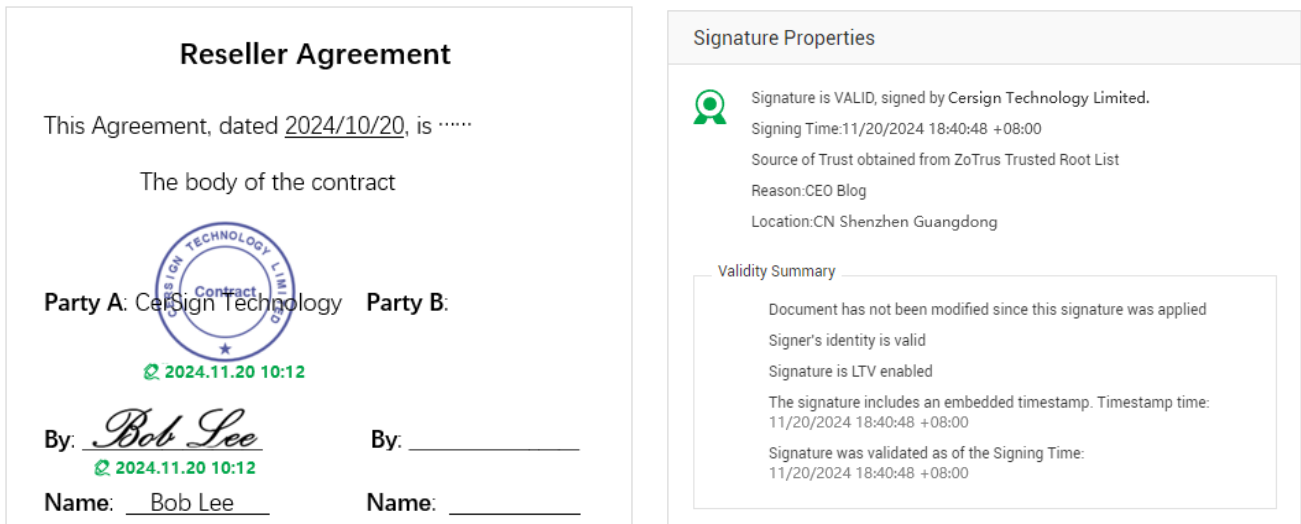 Reseller Agreement
This Agreement, dated 2024/10/20, is ······
The body of the contract
CERSIGN TECHNOLOGY LIMITED
Contract
Party A: CerSign Technology Party B:
2024.11.20 10:12
By: Bob Lee By:
2024.11.20 10:12
Name: Bob Lee Name:
Signature Properties
Signature is VALID, signed by Cersign Technology Limited.
Signing Time:11/20/2024 18:40:48 +08:00
Source of Trust obtained from ZoTrus Trusted Root List
Reason:CEO Blog
Location:CN Shenzhen Guangdong
Validity Summary
Document has not been modified since this signature was applied
Signer's identity is valid
Signature is LTV enabled
The signature includes an embedded timestamp. Timestamp time:
11/20/2024 18:40:48 +08:00
Signature was validated as of the Signing Time:
11/20/2024 18:40:48 +08:00